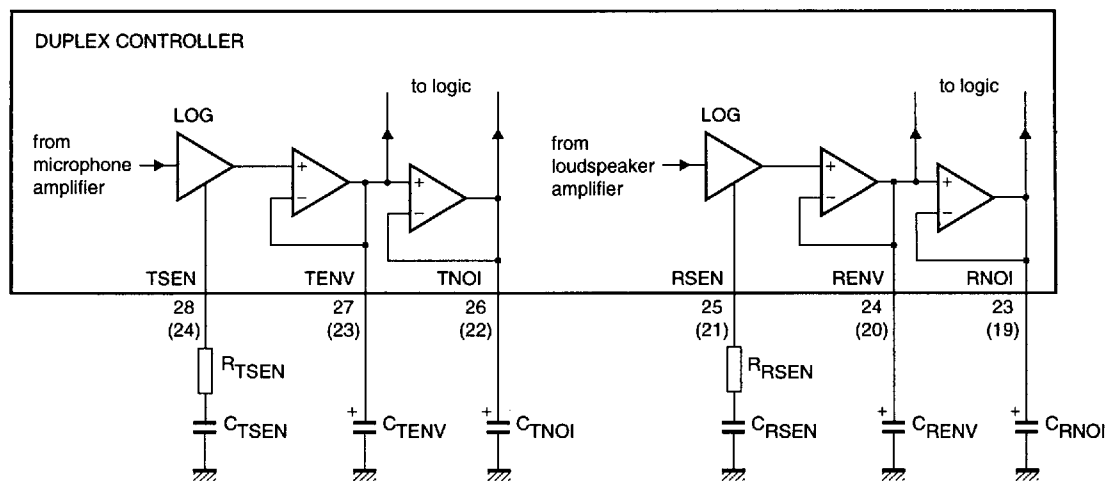 DUPLEX CONTROLLER
to logic
to logic
LOG
LOG
from
microphone
amplifier
from
loudspeaker
amplifier
+
−
+
−
+
−
+
−
TSEN
TENV
TNOI
RSEN
RENV
RNOI
28
(24)
27
(23)
26
(22)
25
(21)
24
(20)
23
(19)
RTSEN
RRSEN
CTSEN
+
CTENV
+
CTNOI
CRSEN
+
CRENV
+
CRNOI